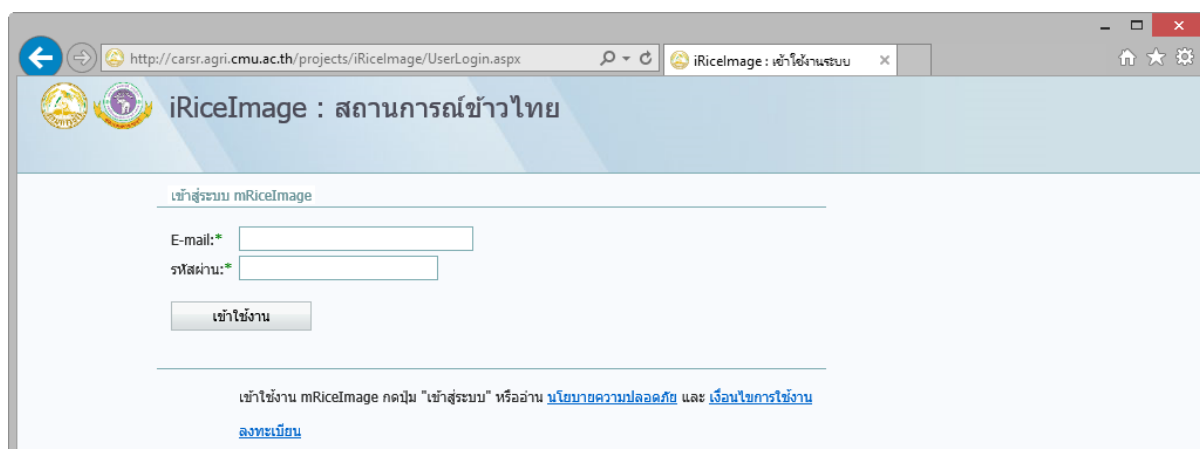 http://carsr.agri.cmu.ac.th/projects/iRiceImage/UserLogin.aspx
iRiceImage : เข้าใช้งานระบบ
iRiceImage : สถานการณ์ข้าวไทย
เข้าสู่ระบบ mRiceImage
E-mail:*
รหัสผ่าน:*
เข้าใช้งาน
เข้าใช้งาน mRiceImage กดปุ่ม "เข้าสู่ระบบ" หรืออ่าน นโยบายความปลอดภัย และ เงื่อนไขการใช้งาน
ลงทะเบียน